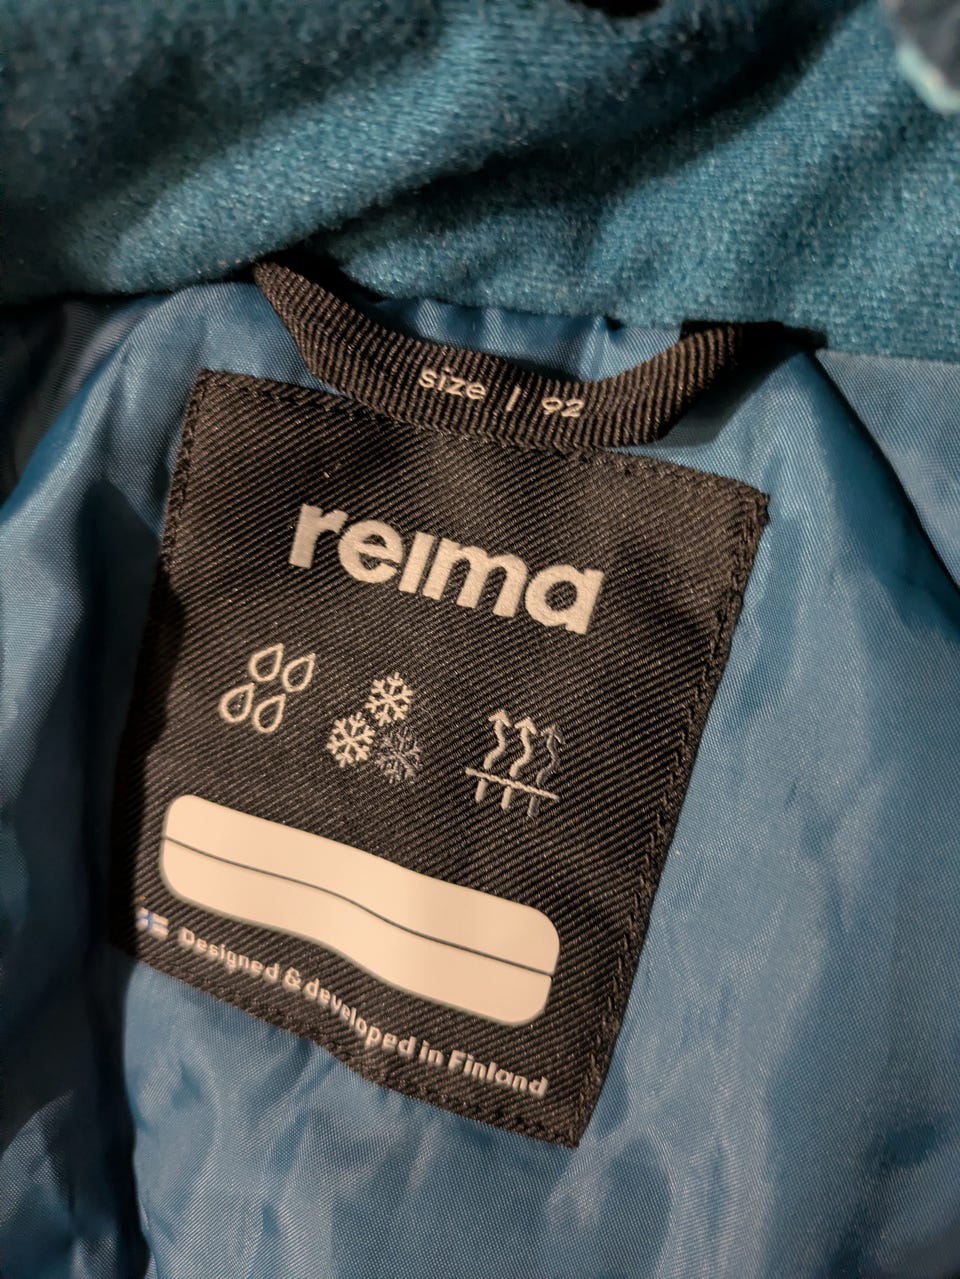 size | 92
reima
Designed & developed in Finland